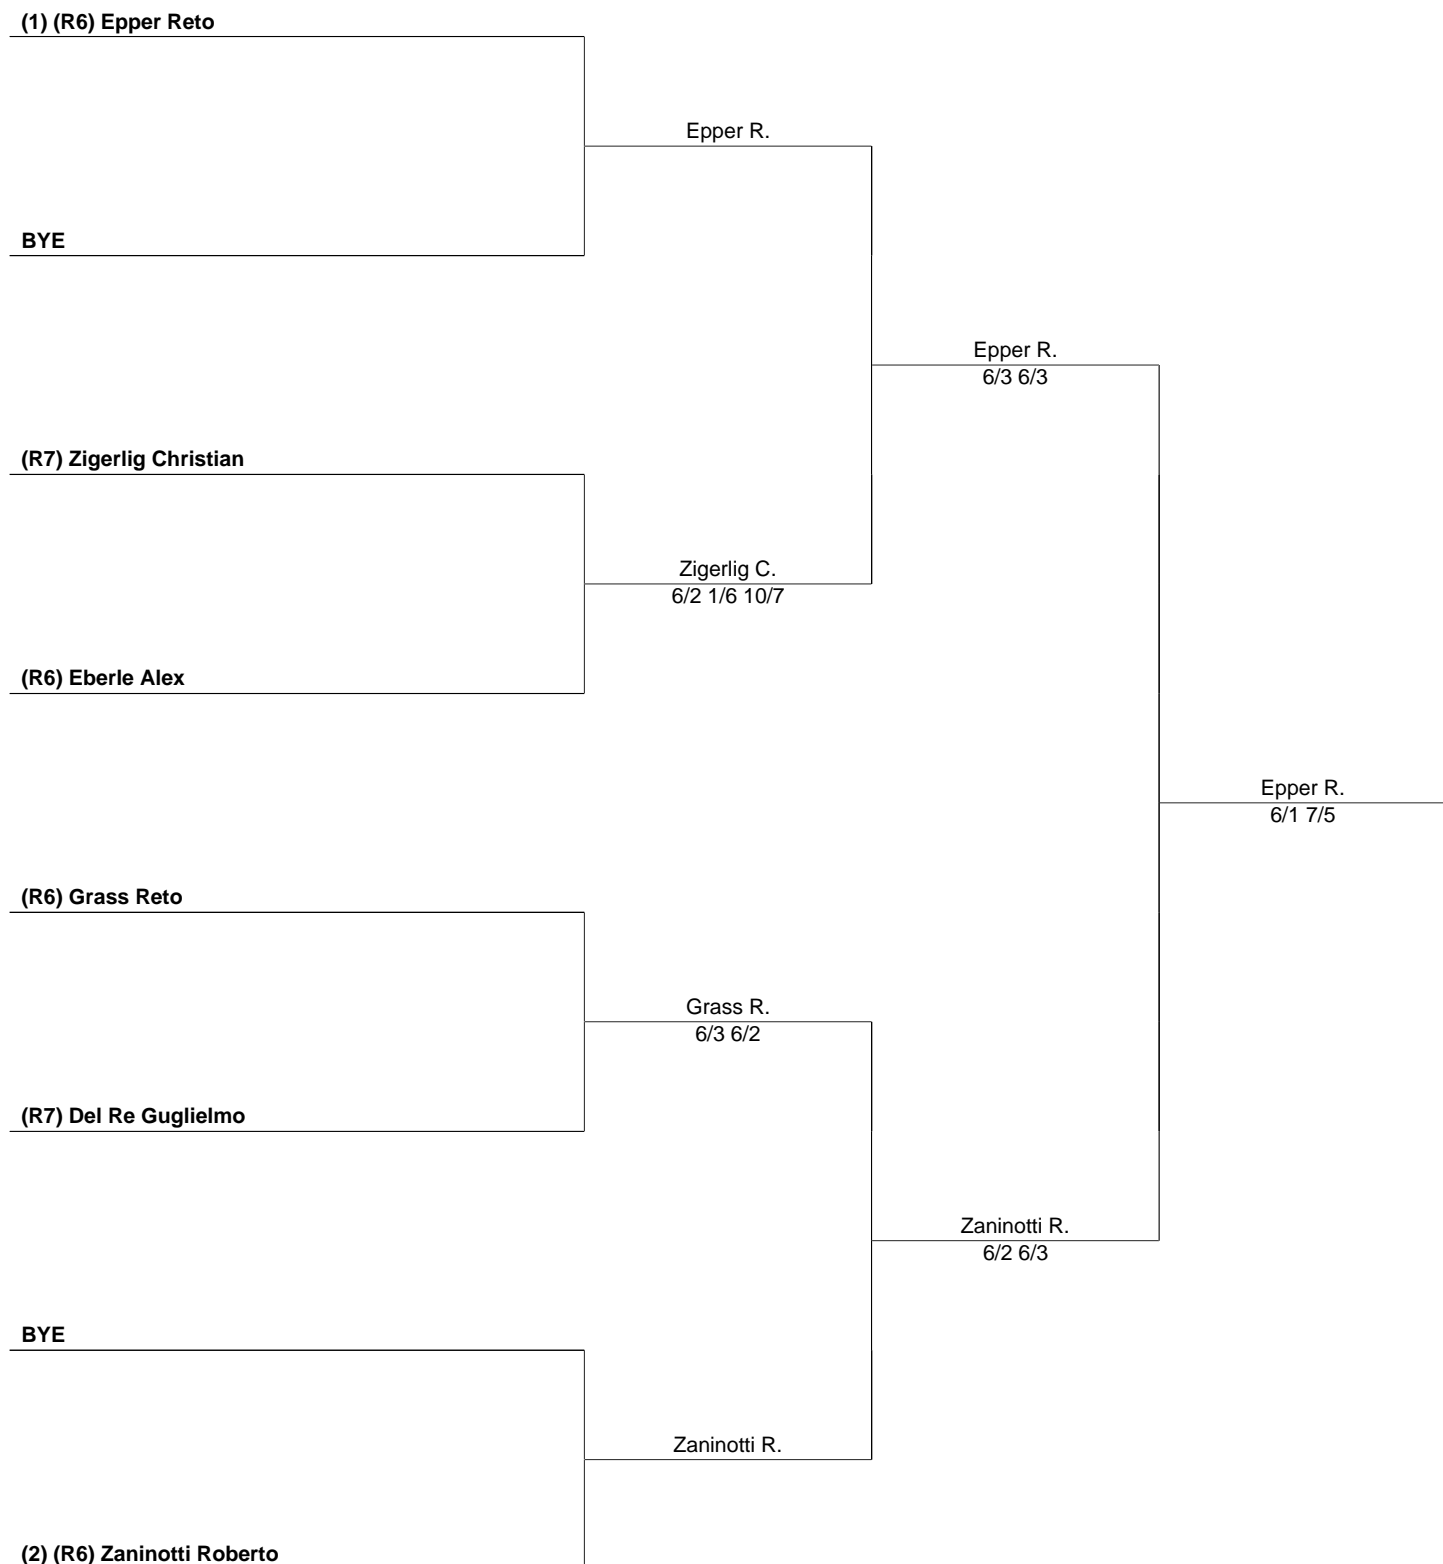 (1) (R6) Epper Reto
Epper R.
BYE
Epper R.
6/3 6/3
(R7) Zigerlig Christian
Zigerlig C.
6/2 1/6 10/7
(R6) Eberle Alex
Epper R.
6/1 7/5
(R6) Grass Reto
Grass R.
6/3 6/2
(R7) Del Re Guglielmo
Zaninotti R.
6/2 6/3
BYE
Zaninotti R.
(2) (R6) Zaninotti Roberto